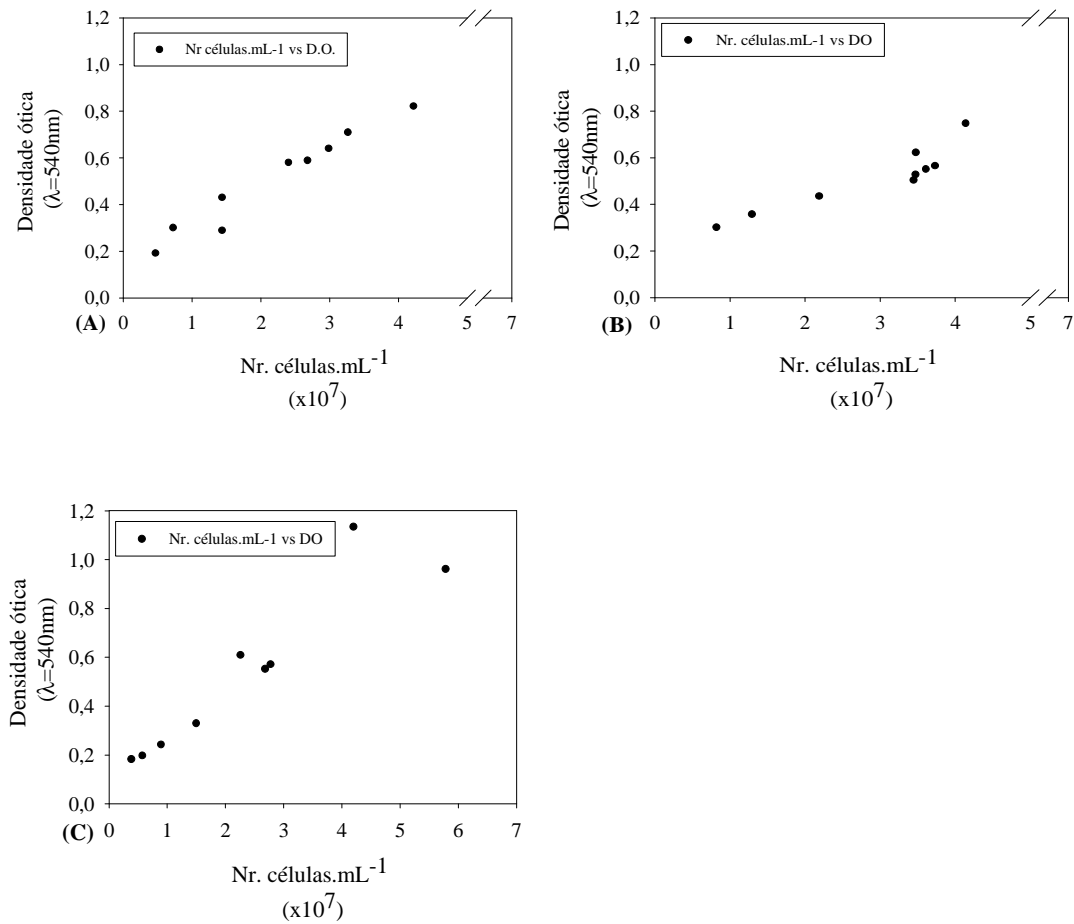 1,2
1,0
0,8
0,6
0,4
0,2
0,0
Densidade ótica
(λ=540nm)
Nr células.mL-1 vs D.O.
(A)
0 1 2 3 4 5 7
Nr. células.mL-1
(x107)
1,2
1,0
0,8
0,6
0,4
0,2
0,0
Densidade ótica
(λ=540nm)
Nr. células.mL-1 vs DO
(B)
0 1 2 3 4 5 7
Nr. células.mL-1
(x107)
1,2
1,0
0,8
0,6
0,4
0,2
0,0
Densidade ótica
(λ=540nm)
Nr. células.mL-1 vs DO
(C)
0 1 2 3 4 5 6 7
Nr. células.mL-1
(x107)